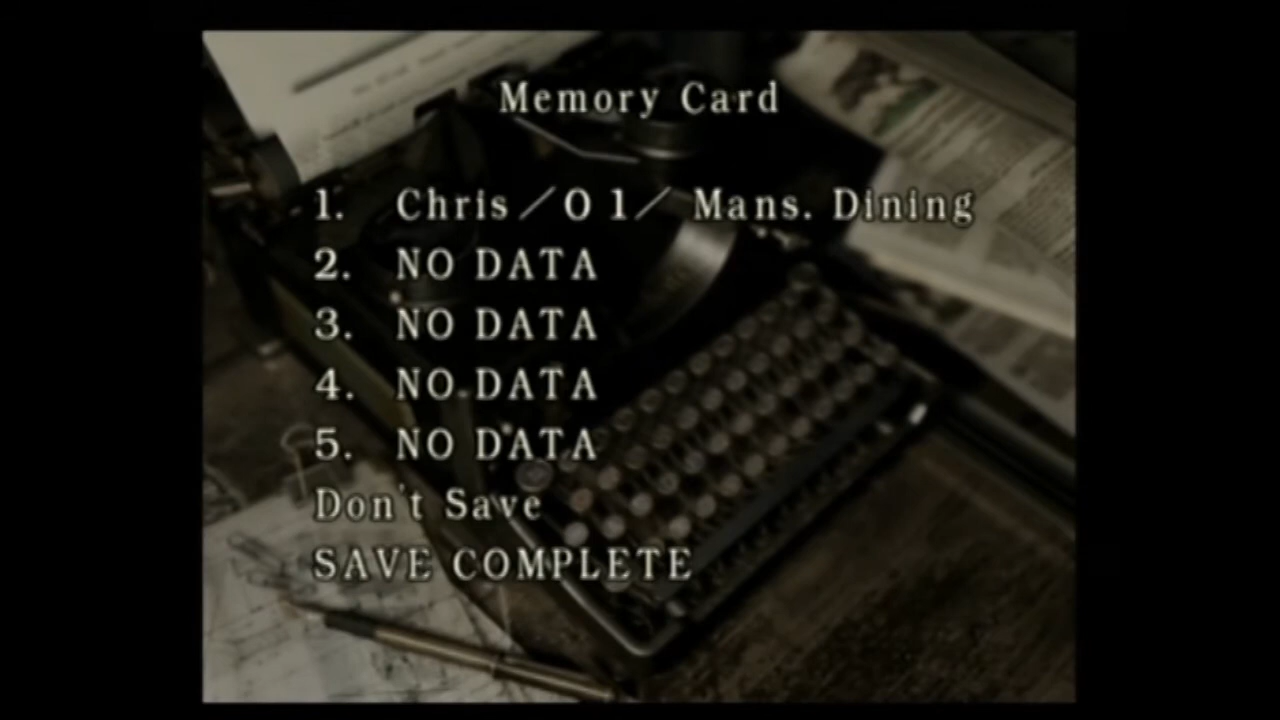 Memory Card
1. Chris／01／ Mans. Dining
2. NO DATA
3. NO DATA
4. NO DATA
5. NO DATA
Don't Save
SAVE COMPLETE